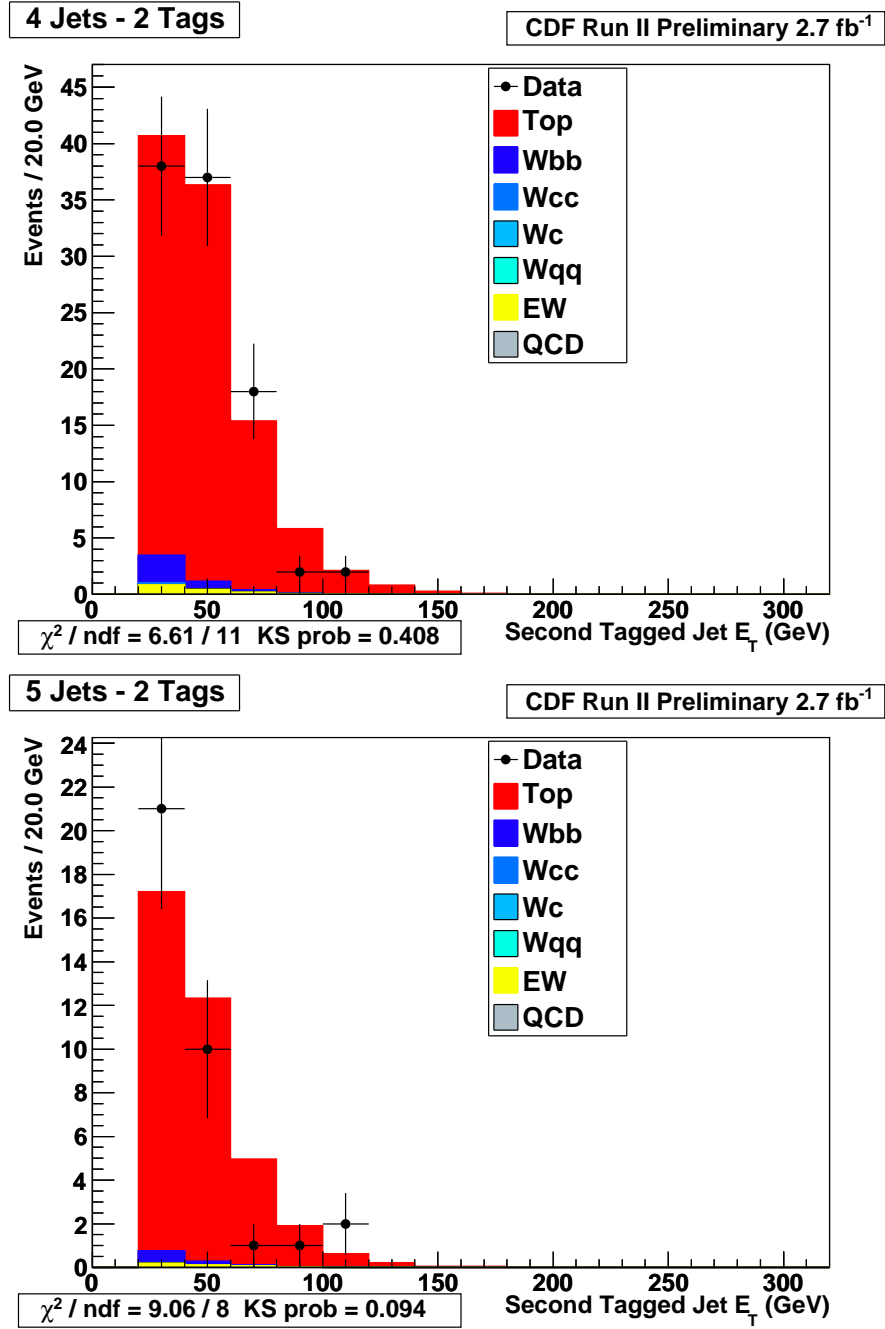 4 Jets - 2 Tags
CDF Run II Preliminary 2.7 fb⁻¹
Events / 20.0 GeV
45
40
35
30
25
20
15
10
5
0
Data
Top
Wbb
Wcc
Wc
Wqq
EW
QCD
0 50 100 150 200 250 300
χ² / ndf = 6.61 / 11 KS prob = 0.408
Second Tagged Jet E_T (GeV)
5 Jets - 2 Tags
CDF Run II Preliminary 2.7 fb⁻¹
Events / 20.0 GeV
24
22
20
18
16
14
12
10
8
6
4
2
0
Data
Top
Wbb
Wcc
Wc
Wqq
EW
QCD
0 50 100 150 200 250 300
χ² / ndf = 9.06 / 8 KS prob = 0.094
Second Tagged Jet E_T (GeV)